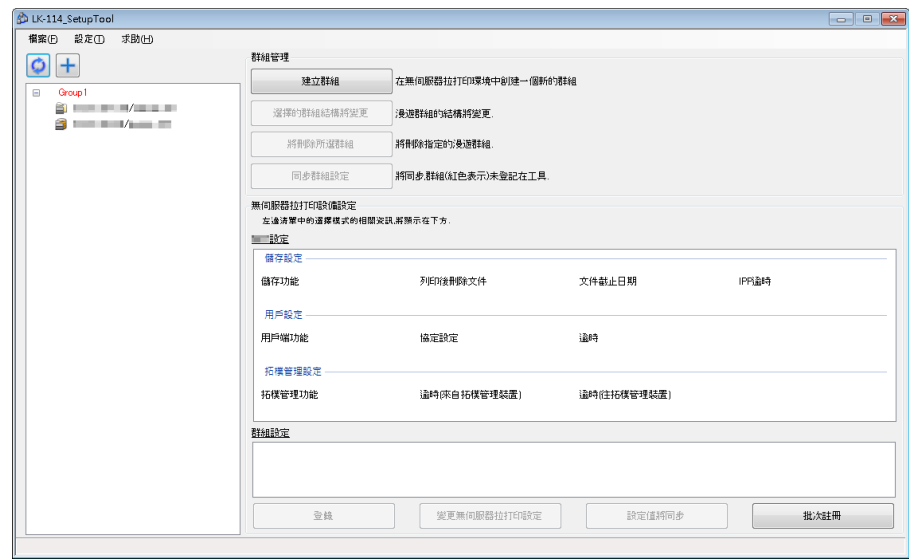 LK-114_SetupTool
檔案(F) 設定(T) 求助(H)
Group1
群組管理
建立群組 在無伺服器拉打印環境中創建一個新的群組
選擇的群組結構將變更 漫遊群組的結構將變更.
將刪除所選群組 將刪除指定的漫遊群組.
同步群組設定 將同步.群組(紅色表示)未登記在工具.
無伺服器拉打印設備設定
左邊清單中的選擇模式的相關資訊.將顯示在下方.
設定
儲存設定
儲存功能 列印後刪除文件 文件截止日期 IPP逾時
用戶設定
用戶端功能 協定設定 逾時
拓樸管理設定
拓樸管理功能 逾時(來自拓樸管理裝置) 逾時(往拓樸管理裝置)
群組設定
登錄 變更無伺服器拉打印設定 設定值將同步 批次註冊